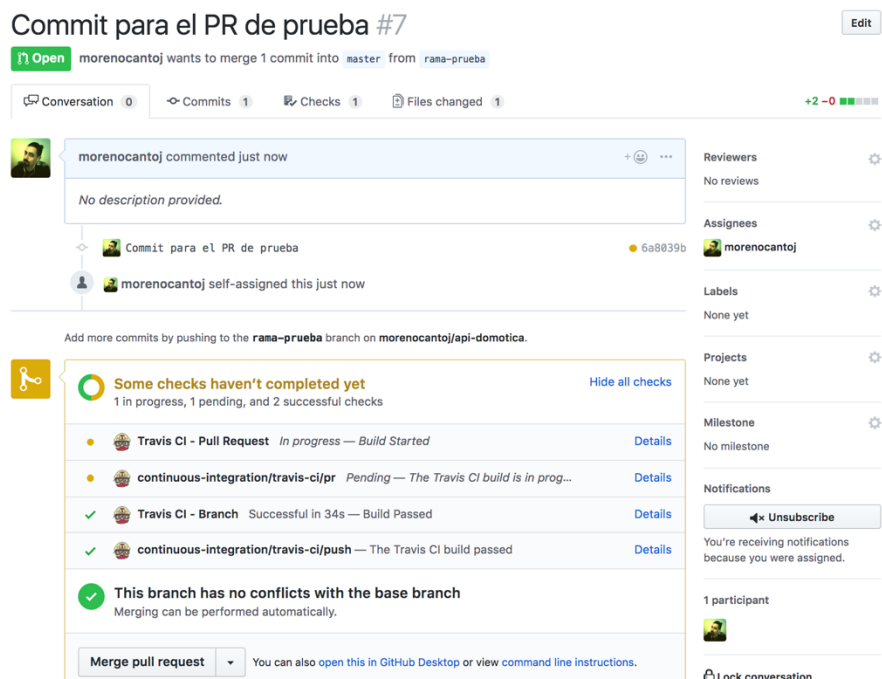 Commit para el PR de prueba #7
Edit
Open morenocantoj wants to merge 1 commit into master from rama-prueba
Conversation 0 Commits 1 Checks 1 Files changed 1
+2 −0
morenocantoj commented just now
No description provided.
Commit para el PR de prueba 6a8039b
morenocantoj self-assigned this just now
Add more commits by pushing to the rama-prueba branch on morenocantoj/api-domotica.
Some checks haven't completed yet
Hide all checks
1 in progress, 1 pending, and 2 successful checks
Travis CI - Pull Request In progress — Build Started Details
continuous-integration/travis-ci/pr Pending — The Travis CI build is in prog... Details
Travis CI - Branch Successful in 34s — Build Passed Details
continuous-integration/travis-ci/push — The Travis CI build passed Details
This branch has no conflicts with the base branch
Merging can be performed automatically.
Merge pull request
You can also open this in GitHub Desktop or view command line instructions.
Reviewers
No reviews
Assignees
morenocantoj
Labels
None yet
Projects
None yet
Milestone
No milestone
Notifications
Unsubscribe
You're receiving notifications
because you were assigned.
1 participant
Lock conversation